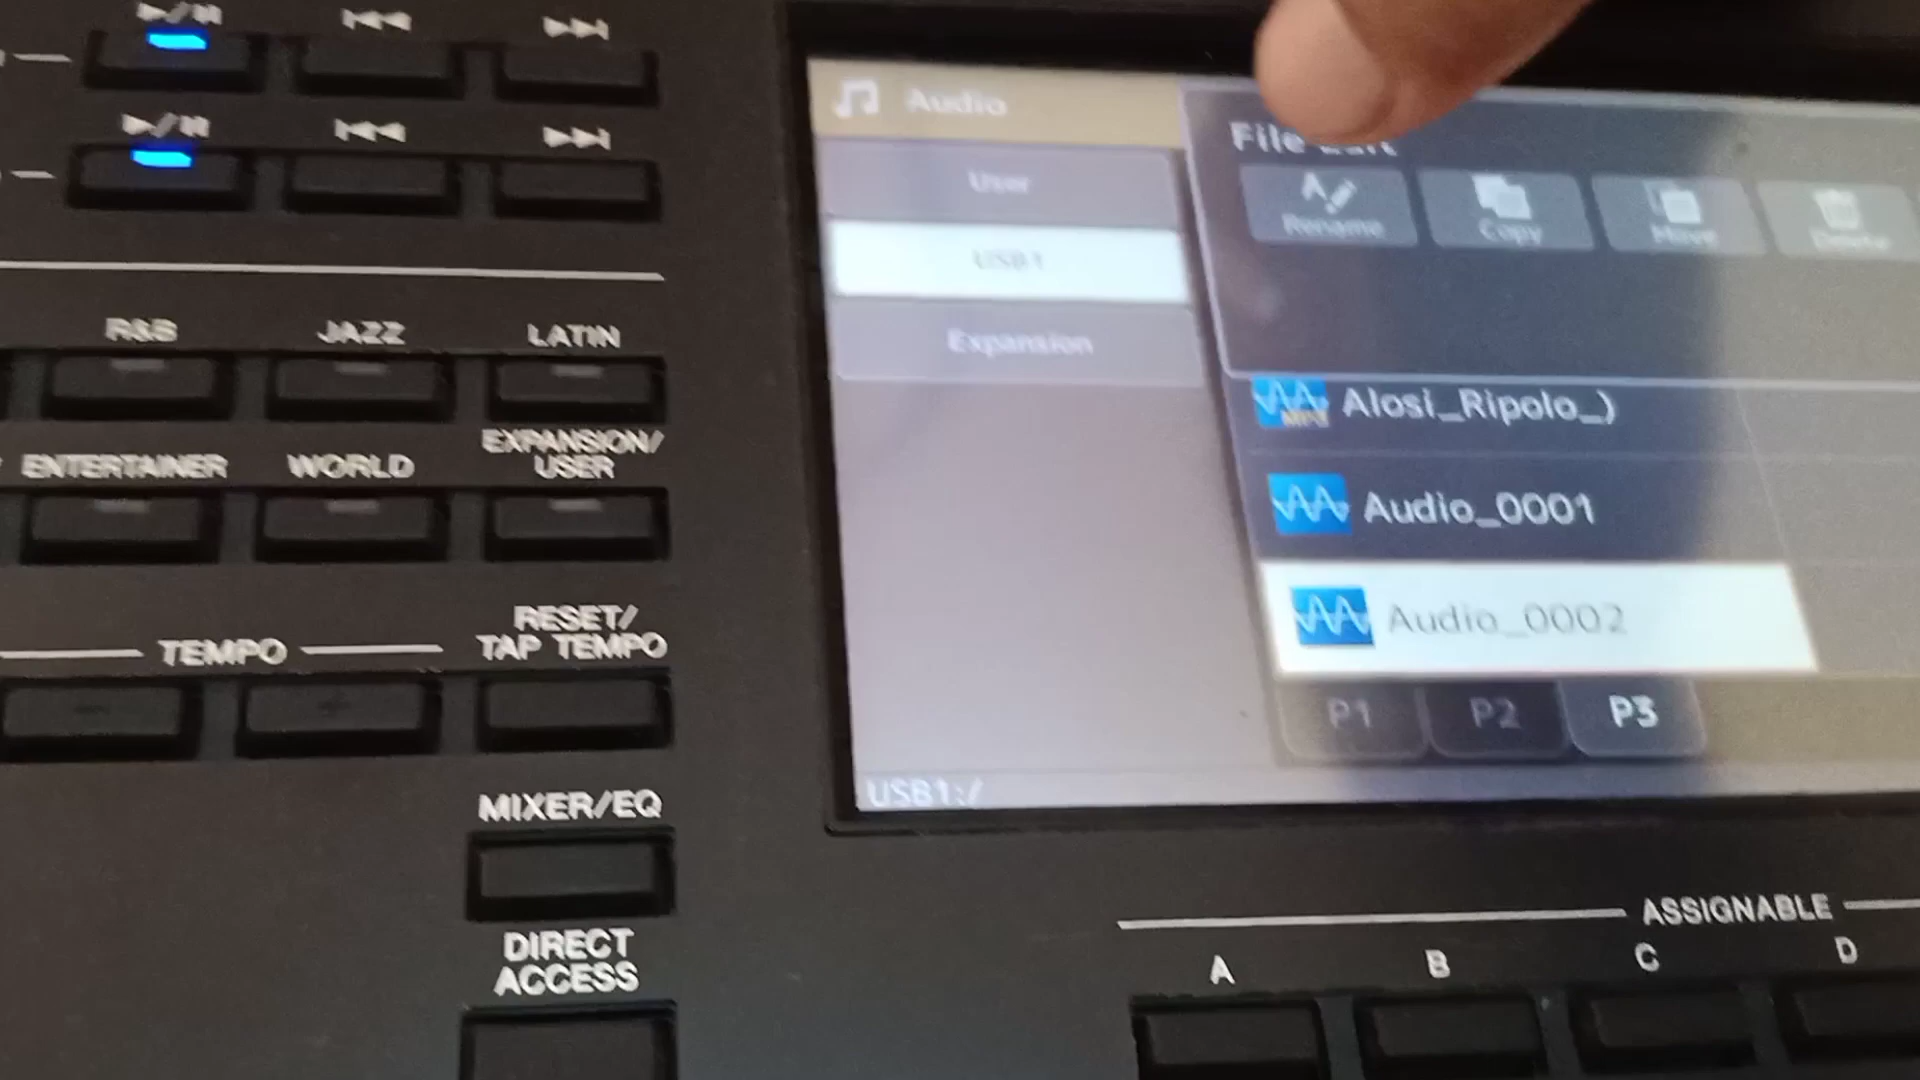 R&B JAZZ LATIN
ENTERTAINER WORLD EXPANSION/
USER
TEMPO RESET/
TAP TEMPO
MIXER/EQ
DIRECT
ACCESS
Audio
User
USB1
Expansion
USB1:/
File Edit
Rename Copy Move Delete
Alosi_Ripolo_)
Audio_0001
Audio_0002
P1 P2 P3
ASSIGNABLE
A B C D